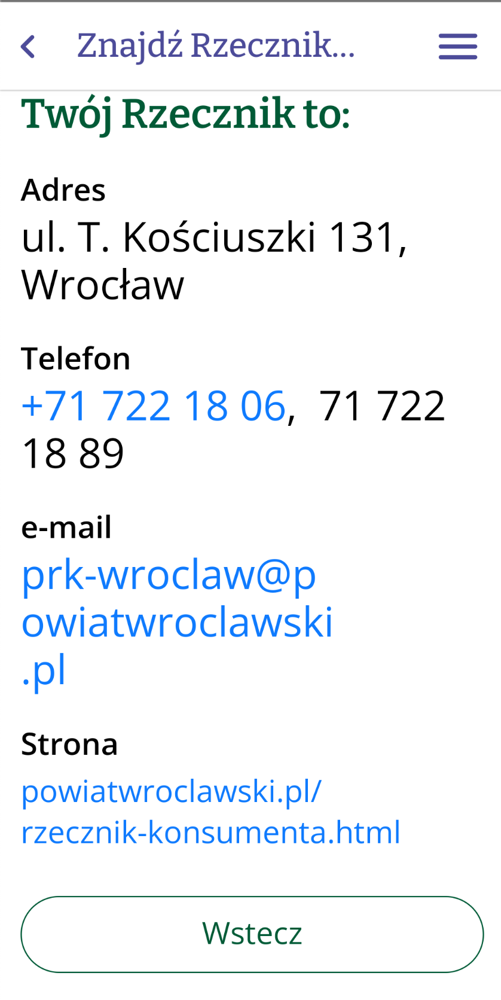 Znajdź Rzecznik...
Twój Rzecznik to:
Adres
ul. T. Kościuszki 131,
Wrocław
Telefon
+71 722 18 06,  71 722
18 89
e-mail
prk-wroclaw@p
owiatwroclawski
.pl
Strona
powiatwroclawski.pl/
rzecznik-konsumenta.html
Wstecz